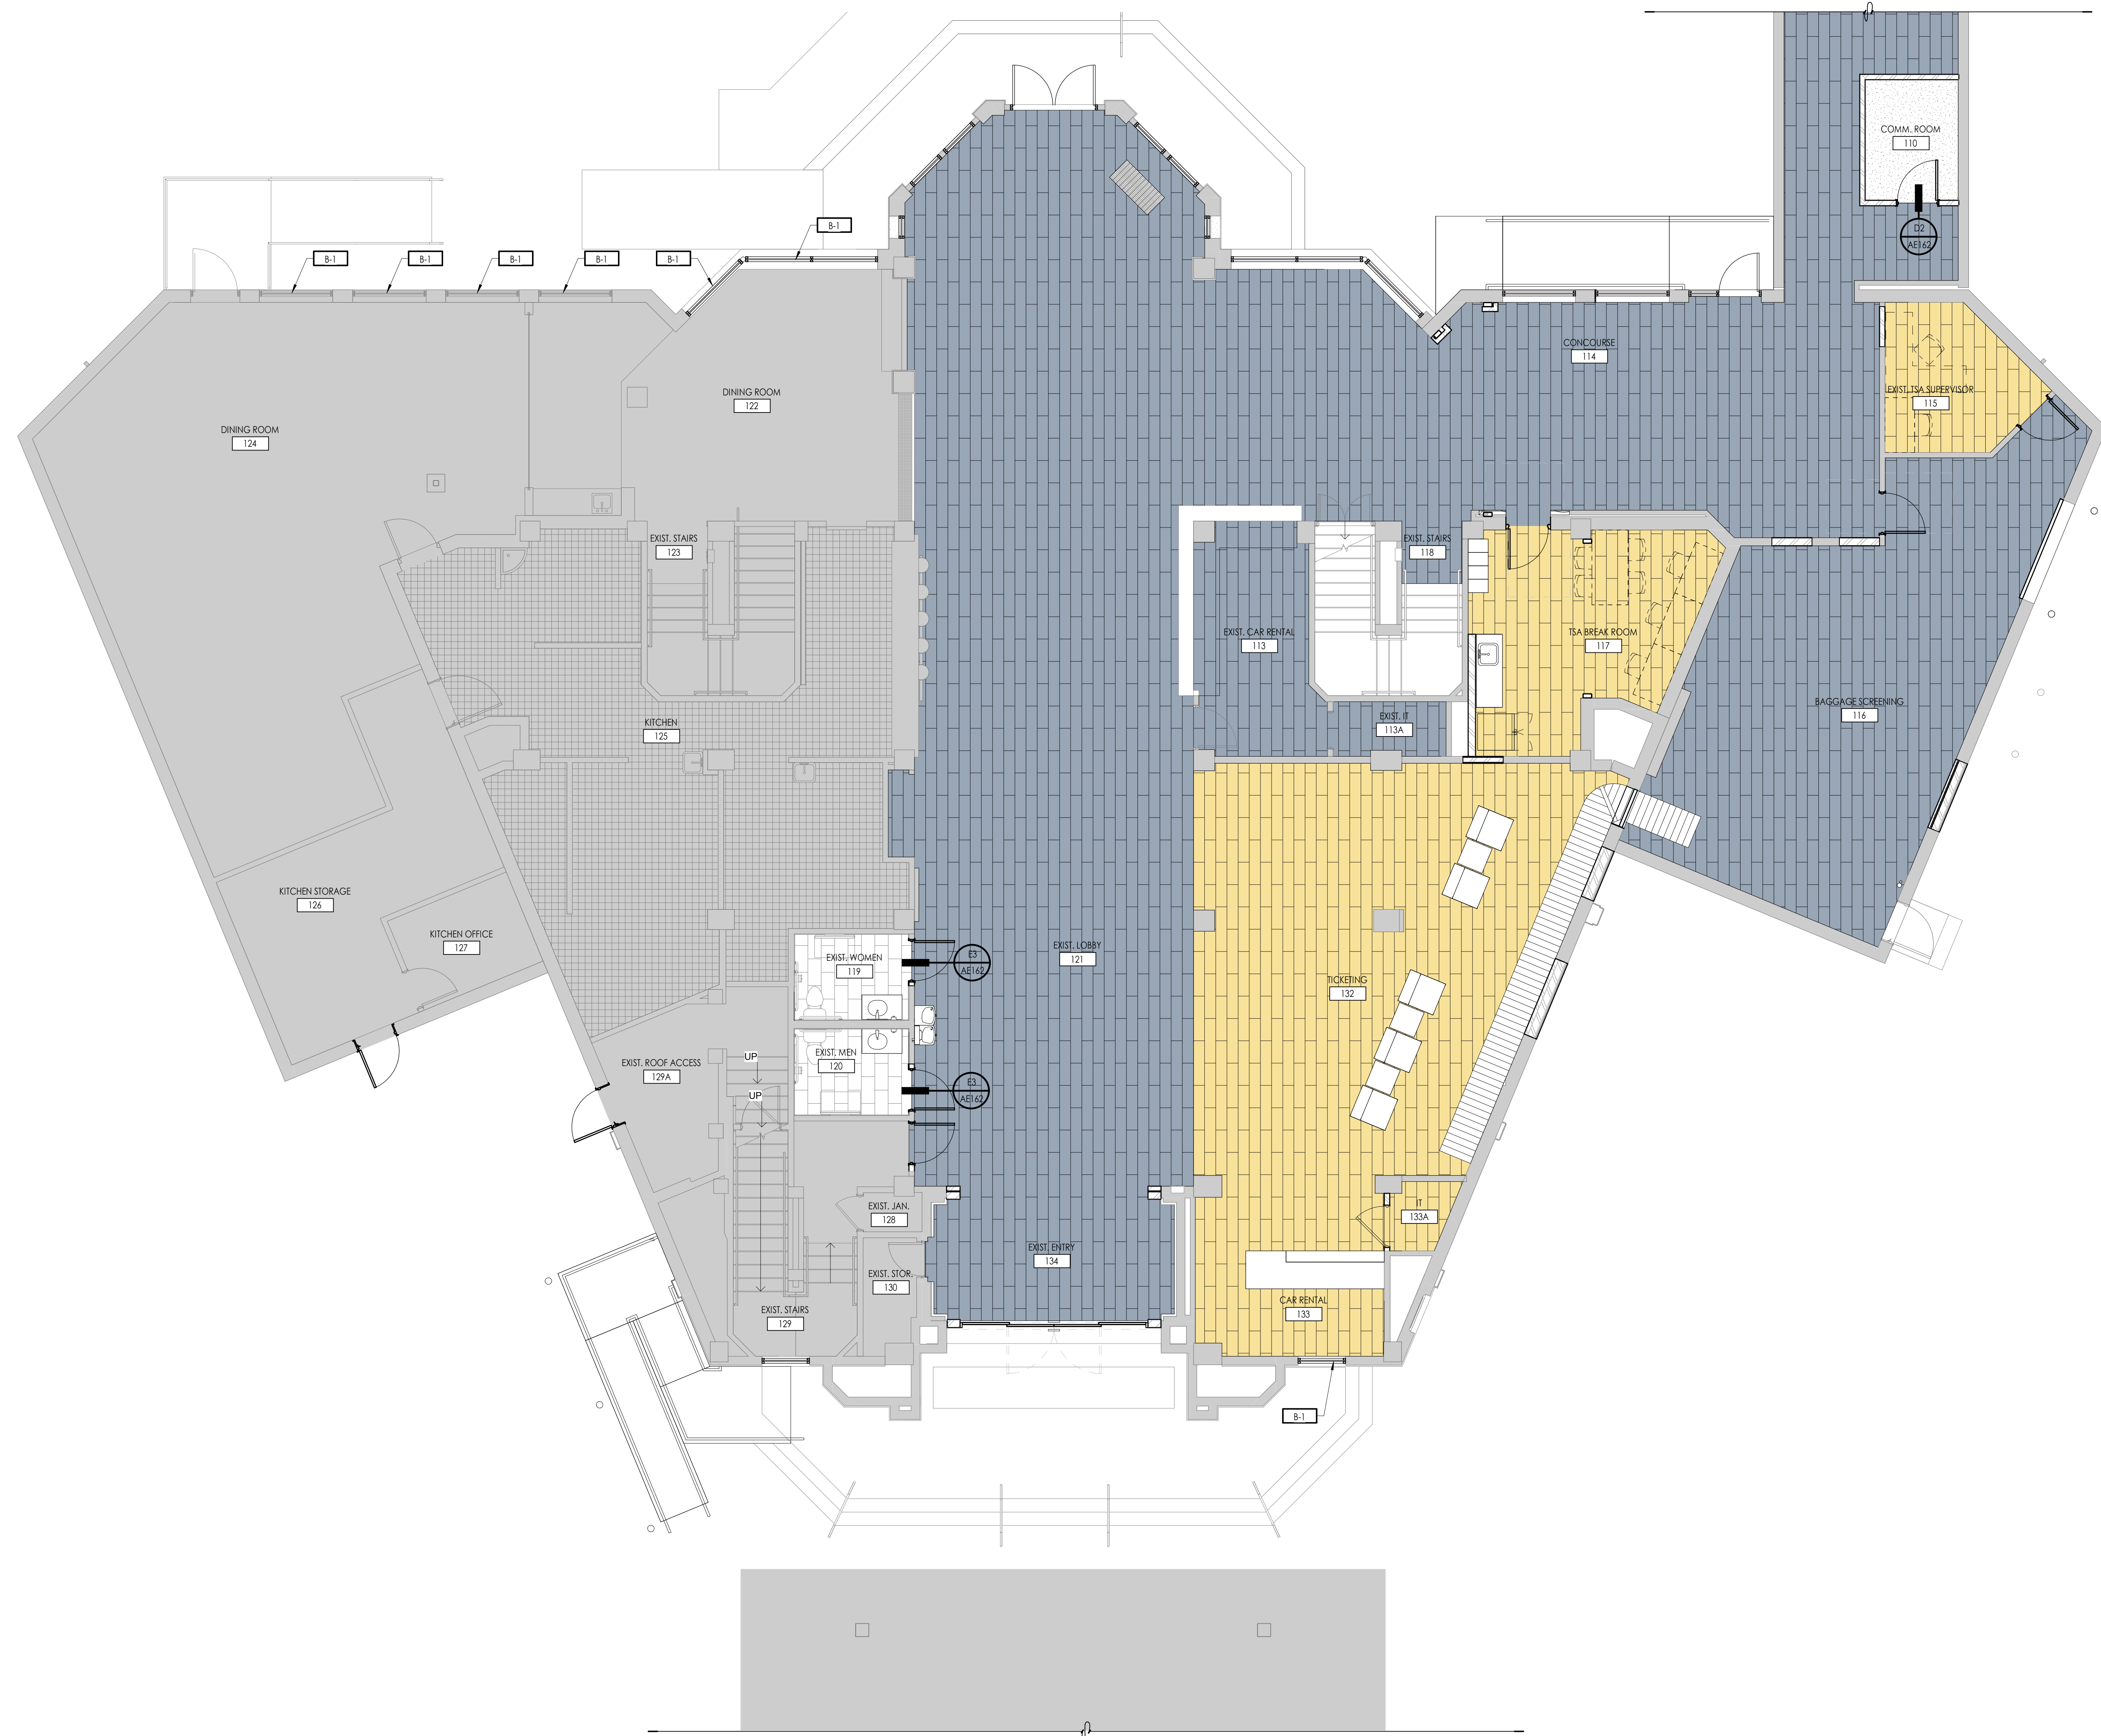 COMM. ROOM
110
D2
AE162
B-1
B-1
B-1
B-1
B-1
B-1
CONCOURSE
114
EXIST. TSA SUPERVISOR
115
DINING ROOM
122
DINING ROOM
124
EXIST. STAIRS
123
EXIST. STAIRS
118
EXIST. CAR RENTAL
113
TSA BREAK ROOM
117
EXIST. IT
113A
BAGGAGE SCREENING
116
KITCHEN
125
KITCHEN STORAGE
126
KITCHEN OFFICE
127
EXIST. WOMEN
119
E3
AE162
EXIST. LOBBY
121
TICKETING
132
EXIST. MEN
120
E3
AE162
EXIST. ROOF ACCESS
129A
UP
UP
EXIST. JAN.
128
IT
133A
EXIST. ENTRY
134
EXIST. STOR.
130
EXIST. STAIRS
129
CAR RENTAL
133
B-1